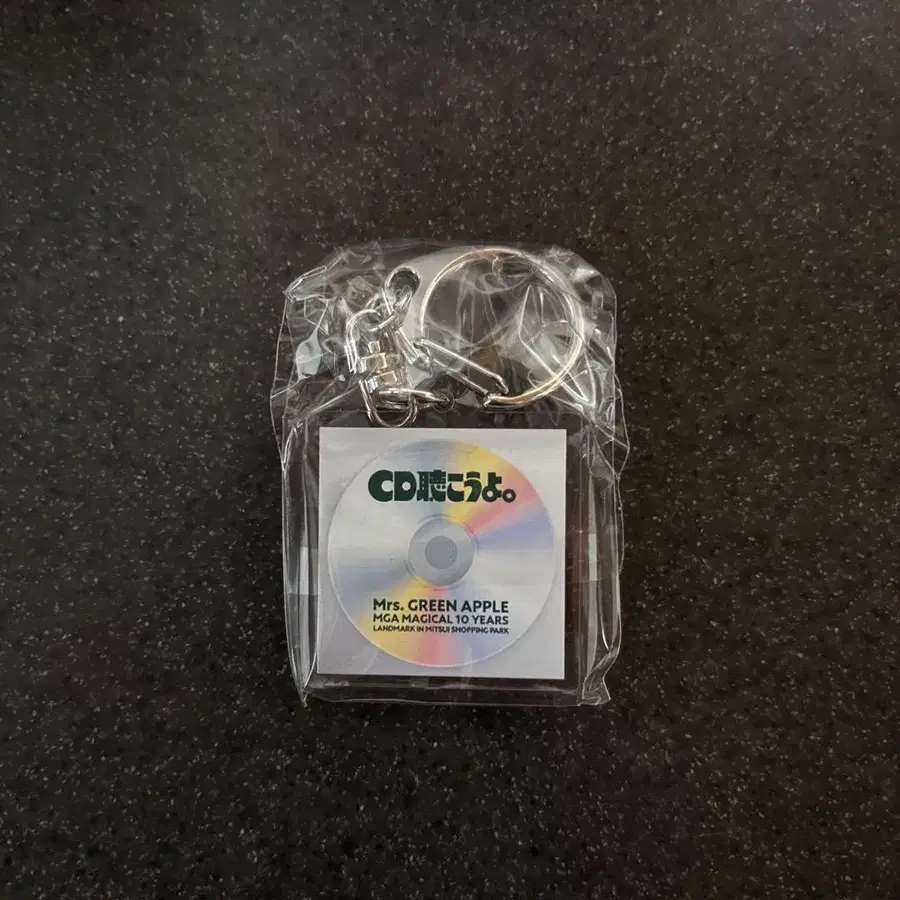 CD聴こうよ。
Mrs. GREEN APPLE
MGA MAGICAL 10 YEARS
LANDMARK IN MITSUI SHOPPING PARK